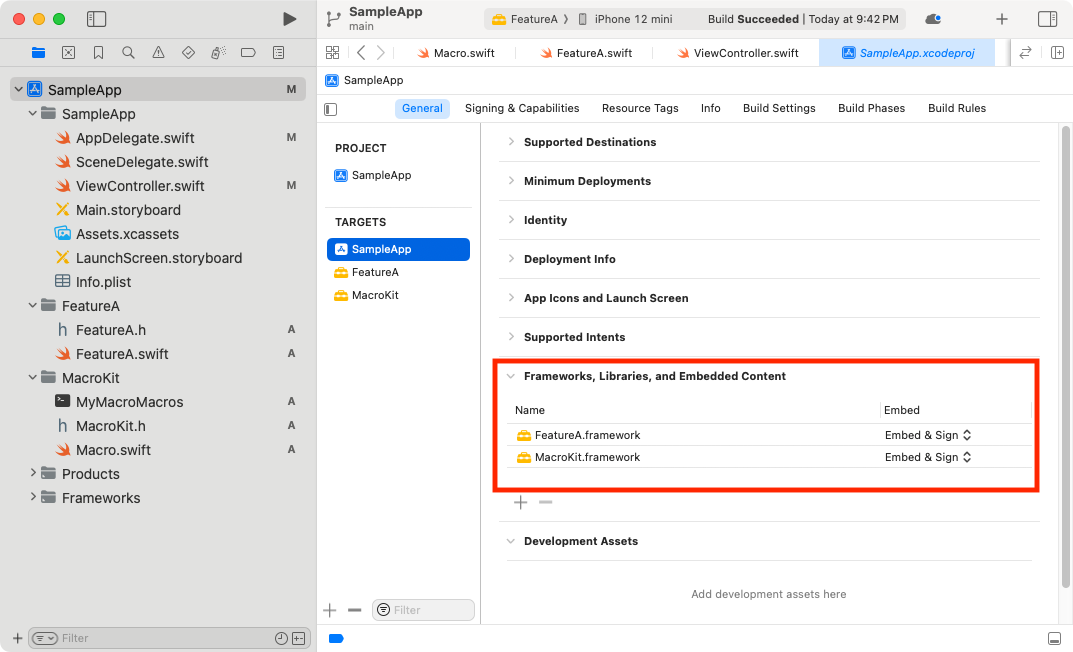 SampleApp
main
FeatureA
iPhone 12 mini
Build Succeeded | Today at 9:42 PM
Macro.swift
FeatureA.swift
ViewController.swift
SampleApp.xcodeproj
SampleApp M
SampleApp
AppDelegate.swift M
SceneDelegate.swift
ViewController.swift M
Main.storyboard
Assets.xcassets
LaunchScreen.storyboard
Info.plist
FeatureA
h FeatureA.h A
FeatureA.swift A
MacroKit
MyMacroMacros A
h MacroKit.h A
Macro.swift A
Products
Frameworks
Filter
SampleApp
General Signing & Capabilities Resource Tags Info Build Settings Build Phases Build Rules
PROJECT
SampleApp
TARGETS
SampleApp
FeatureA
MacroKit
Filter
Supported Destinations
Minimum Deployments
Identity
Deployment Info
App Icons and Launch Screen
Supported Intents
Frameworks, Libraries, and Embedded Content
Name Embed
FeatureA.framework Embed & Sign
MacroKit.framework Embed & Sign
Development Assets
Add development assets here